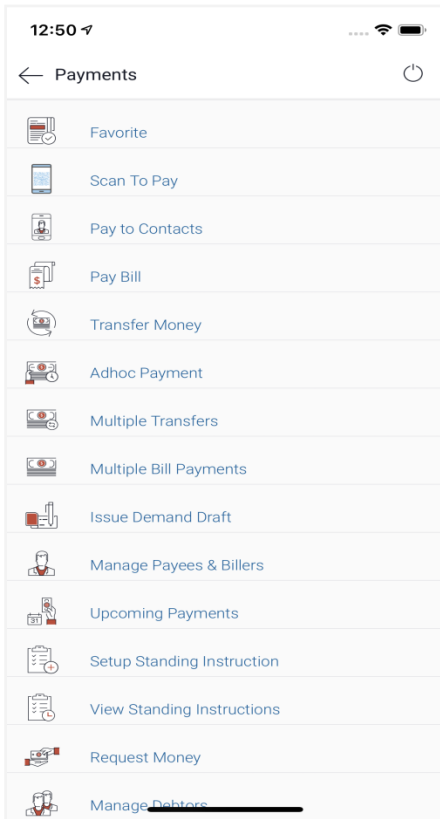 12:50
Payments
Favorite
Scan To Pay
Pay to Contacts
Pay Bill
Transfer Money
Adhoc Payment
Multiple Transfers
Multiple Bill Payments
Issue Demand Draft
Manage Payees & Billers
31
Upcoming Payments
Setup Standing Instruction
View Standing Instructions
Request Money
Manage Debtors